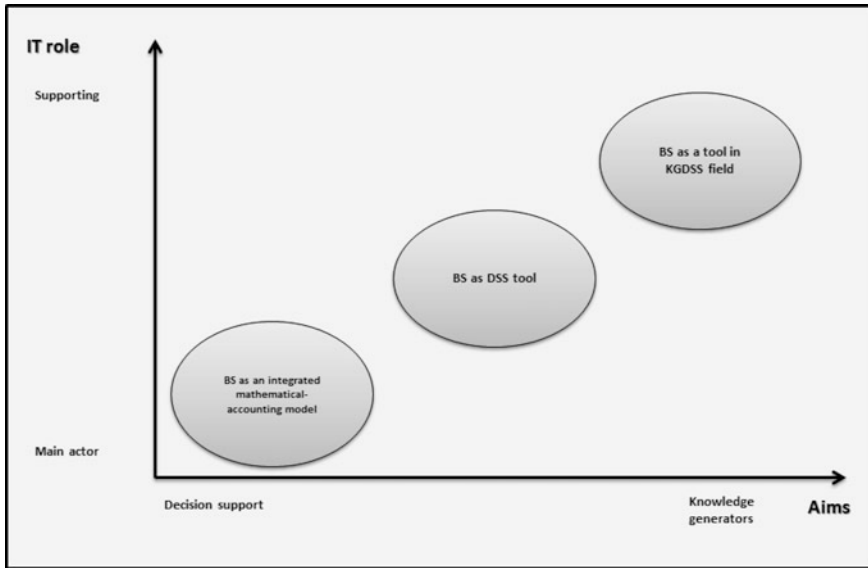 IT role
Supporting
BS as a tool in
KGDSS field
BS as DSS tool
BS as an integrated
mathematical-
accounting model
Main actor
Decision support
Knowledge
generators
Aims